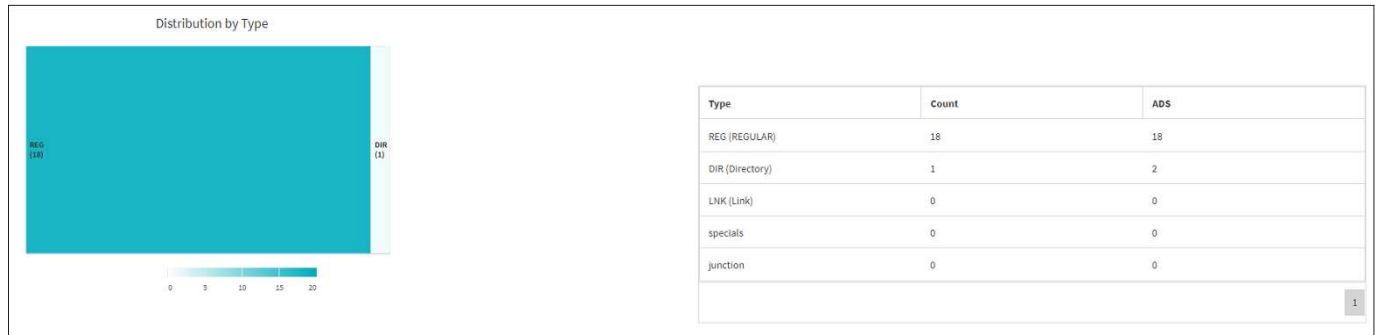 Distribution by Type
REG
(18)
DIR
(1)
0 5 10 15 20
Type Count ADS
REG (REGULAR) 18 18
DIR (Directory) 1 2
LNK (Link) 0 0
specials 0 0
junction 0 0
1